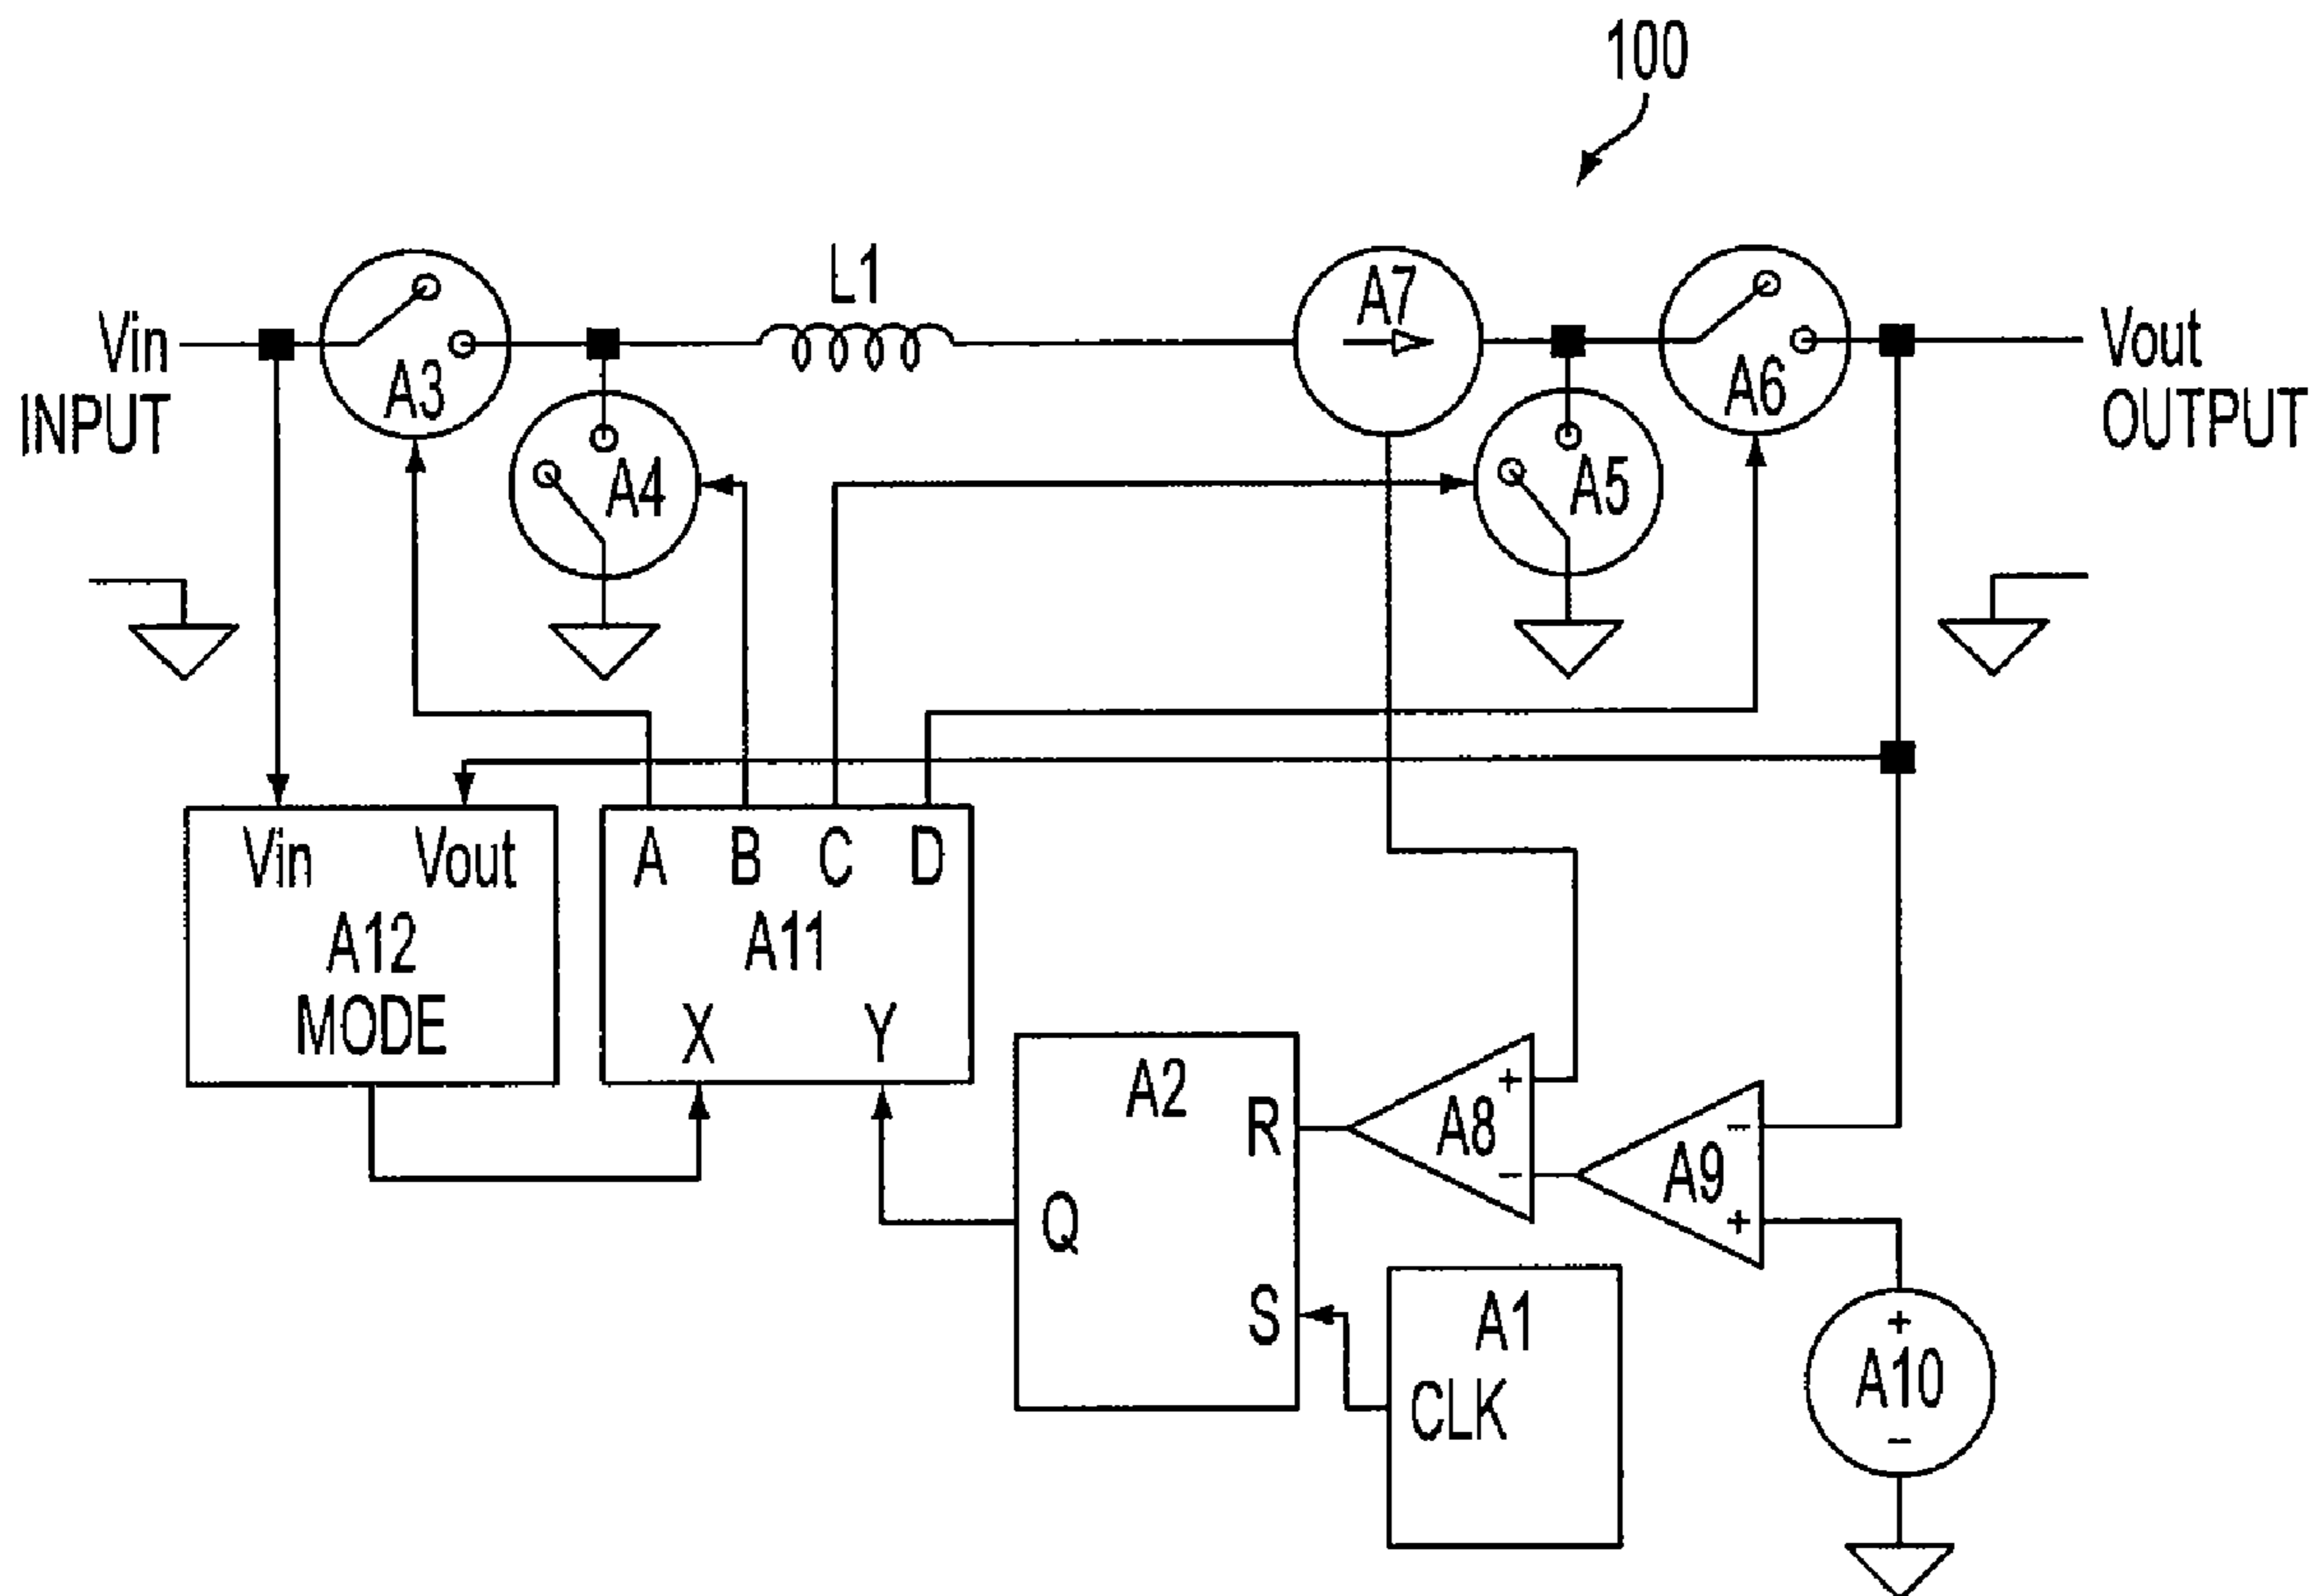 100
L1
A7
Vin
INPUT
A3
A6
Vout
OUTPUT
A4
A5
Vin
Vout
A
B
C
D
A12
MODE
A11
X
Y
A2
R
Q
S
+
A8
−
−
A9
+
A1
CLK
+
A10
−